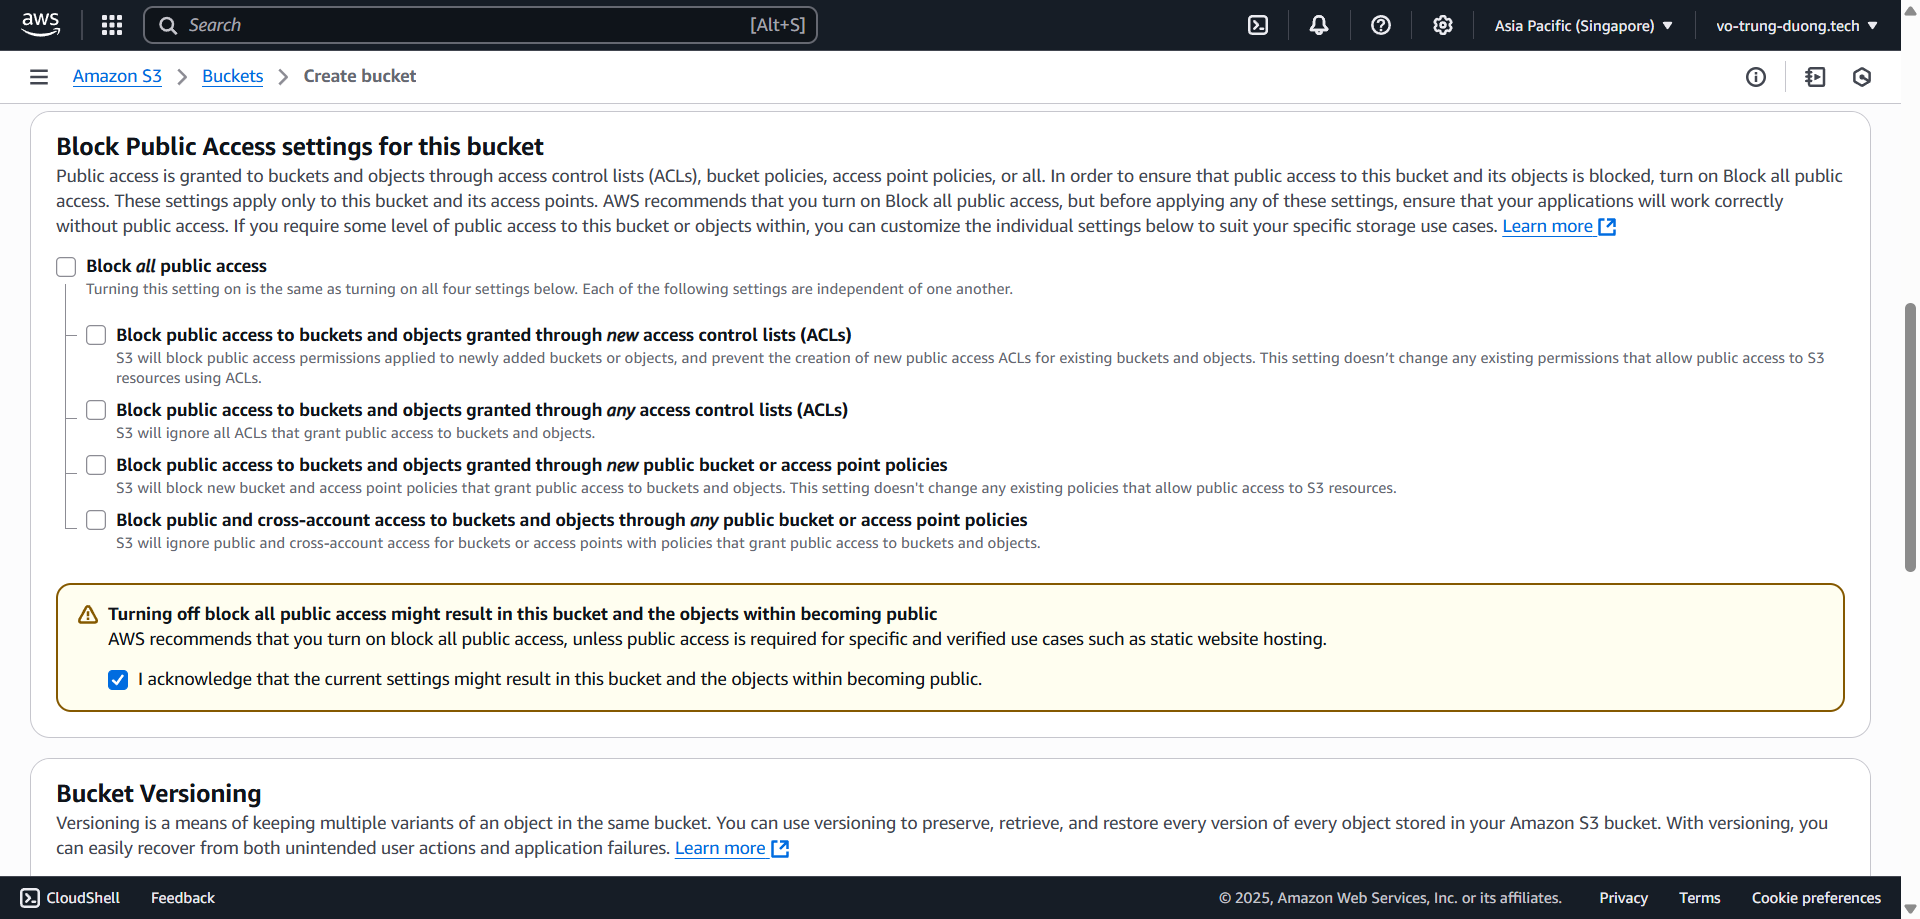 aws
Search [Alt+S] Asia Pacific (Singapore) vo-trung-duong.tech
Amazon S3 Buckets Create bucket
Block Public Access settings for this bucket
Public access is granted to buckets and objects through access control lists (ACLs), bucket policies, access point policies, or all. In order to ensure that public access to this bucket and its objects is blocked, turn on Block all public
access. These settings apply only to this bucket and its access points. AWS recommends that you turn on Block all public access, but before applying any of these settings, ensure that your applications will work correctly
without public access. If you require some level of public access to this bucket or objects within, you can customize the individual settings below to suit your specific storage use cases. Learn more
Block all public access
Turning this setting on is the same as turning on all four settings below. Each of the following settings are independent of one another.
Block public access to buckets and objects granted through new access control lists (ACLs)
S3 will block public access permissions applied to newly added buckets or objects, and prevent the creation of new public access ACLs for existing buckets and objects. This setting doesn't change any existing permissions that allow public access to S3
resources using ACLs.
Block public access to buckets and objects granted through any access control lists (ACLs)
S3 will ignore all ACLs that grant public access to buckets and objects.
Block public access to buckets and objects granted through new public bucket or access point policies
S3 will block new bucket and access point policies that grant public access to buckets and objects. This setting doesn't change any existing policies that allow public access to S3 resources.
Block public and cross-account access to buckets and objects through any public bucket or access point policies
S3 will ignore public and cross-account access for buckets or access points with policies that grant public access to buckets and objects.
Turning off block all public access might result in this bucket and the objects within becoming public
AWS recommends that you turn on block all public access, unless public access is required for specific and verified use cases such as static website hosting.
I acknowledge that the current settings might result in this bucket and the objects within becoming public.
Bucket Versioning
Versioning is a means of keeping multiple variants of an object in the same bucket. You can use versioning to preserve, retrieve, and restore every version of every object stored in your Amazon S3 bucket. With versioning, you
can easily recover from both unintended user actions and application failures. Learn more
CloudShell Feedback © 2025, Amazon Web Services, Inc. or its affiliates. Privacy Terms Cookie preferences